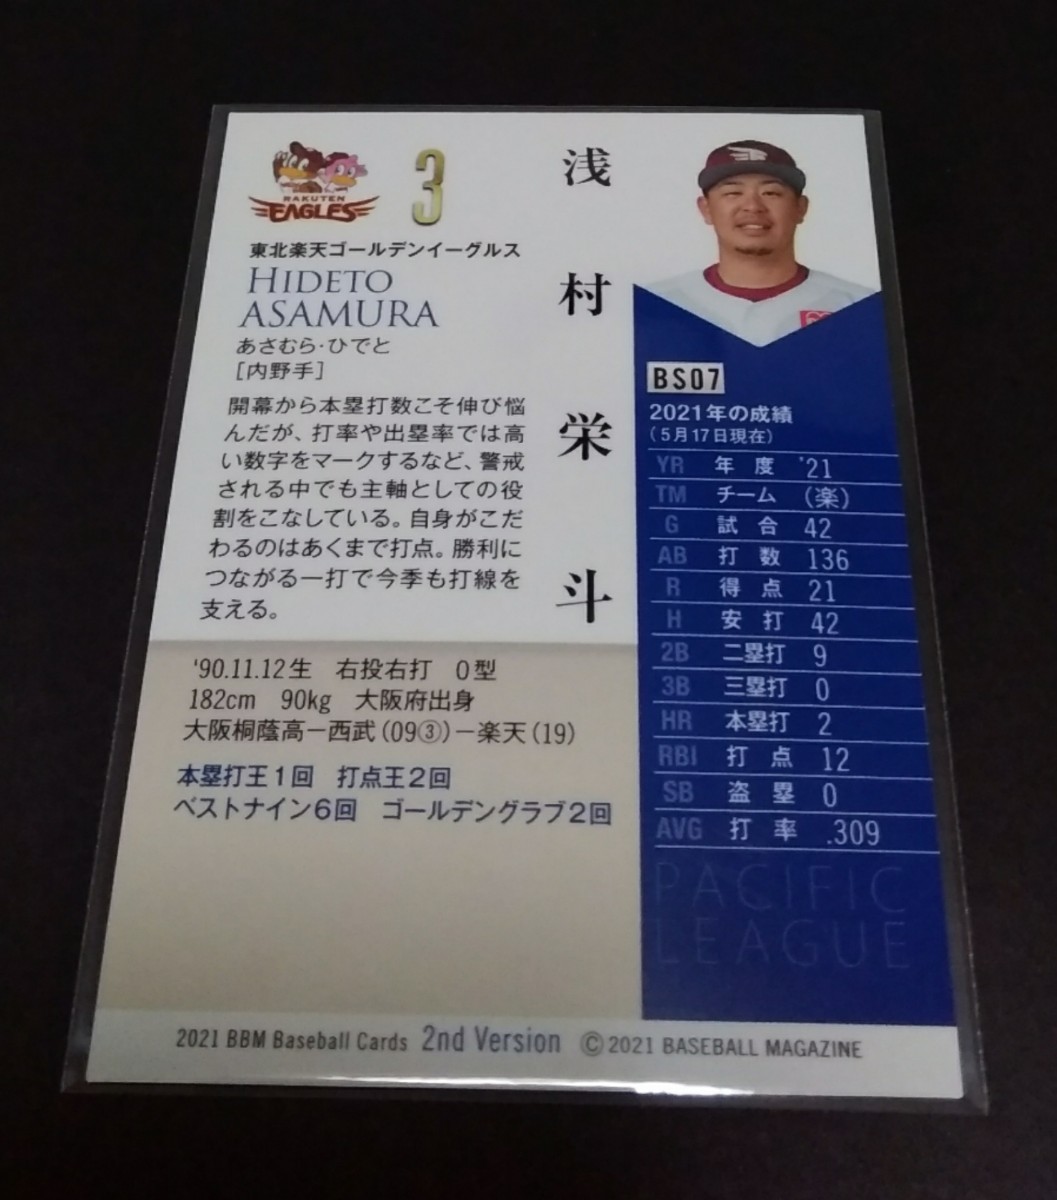 RAKUTEN
EAGLES
3
東北楽天ゴールデンイーグルス
HIDETO
ASAMURA
あさむら・ひでと
［内野手］
浅村栄斗
開幕から本塁打数こそ伸び悩
んだが、打率や出塁率では高
い数字をマークするなど、警戒
される中でも主軸としての役
割をこなしている。自身がこだ
わるのはあくまで打点。勝利に
つながる一打で今季も打線を
支える。
'90.11.12生 右投右打 O型
182cm 90kg 大阪府出身
大阪桐蔭高－西武（09③）－楽天（19）
本塁打王1回 打点王2回
ベストナイン6回 ゴールデングラブ2回
BS07
2021年の成績
（5月17日現在）
YR 年度 '21
TM チーム （楽）
G 試合 42
AB 打数 136
R 得点 21
H 安打 42
2B 二塁打 9
3B 三塁打 0
HR 本塁打 2
RBI 打点 12
SB 盗塁 0
AVG 打率 .309
PACIFIC
LEAGUE
2021 BBM Baseball Cards 2nd Version ©2021 BASEBALL MAGAZINE